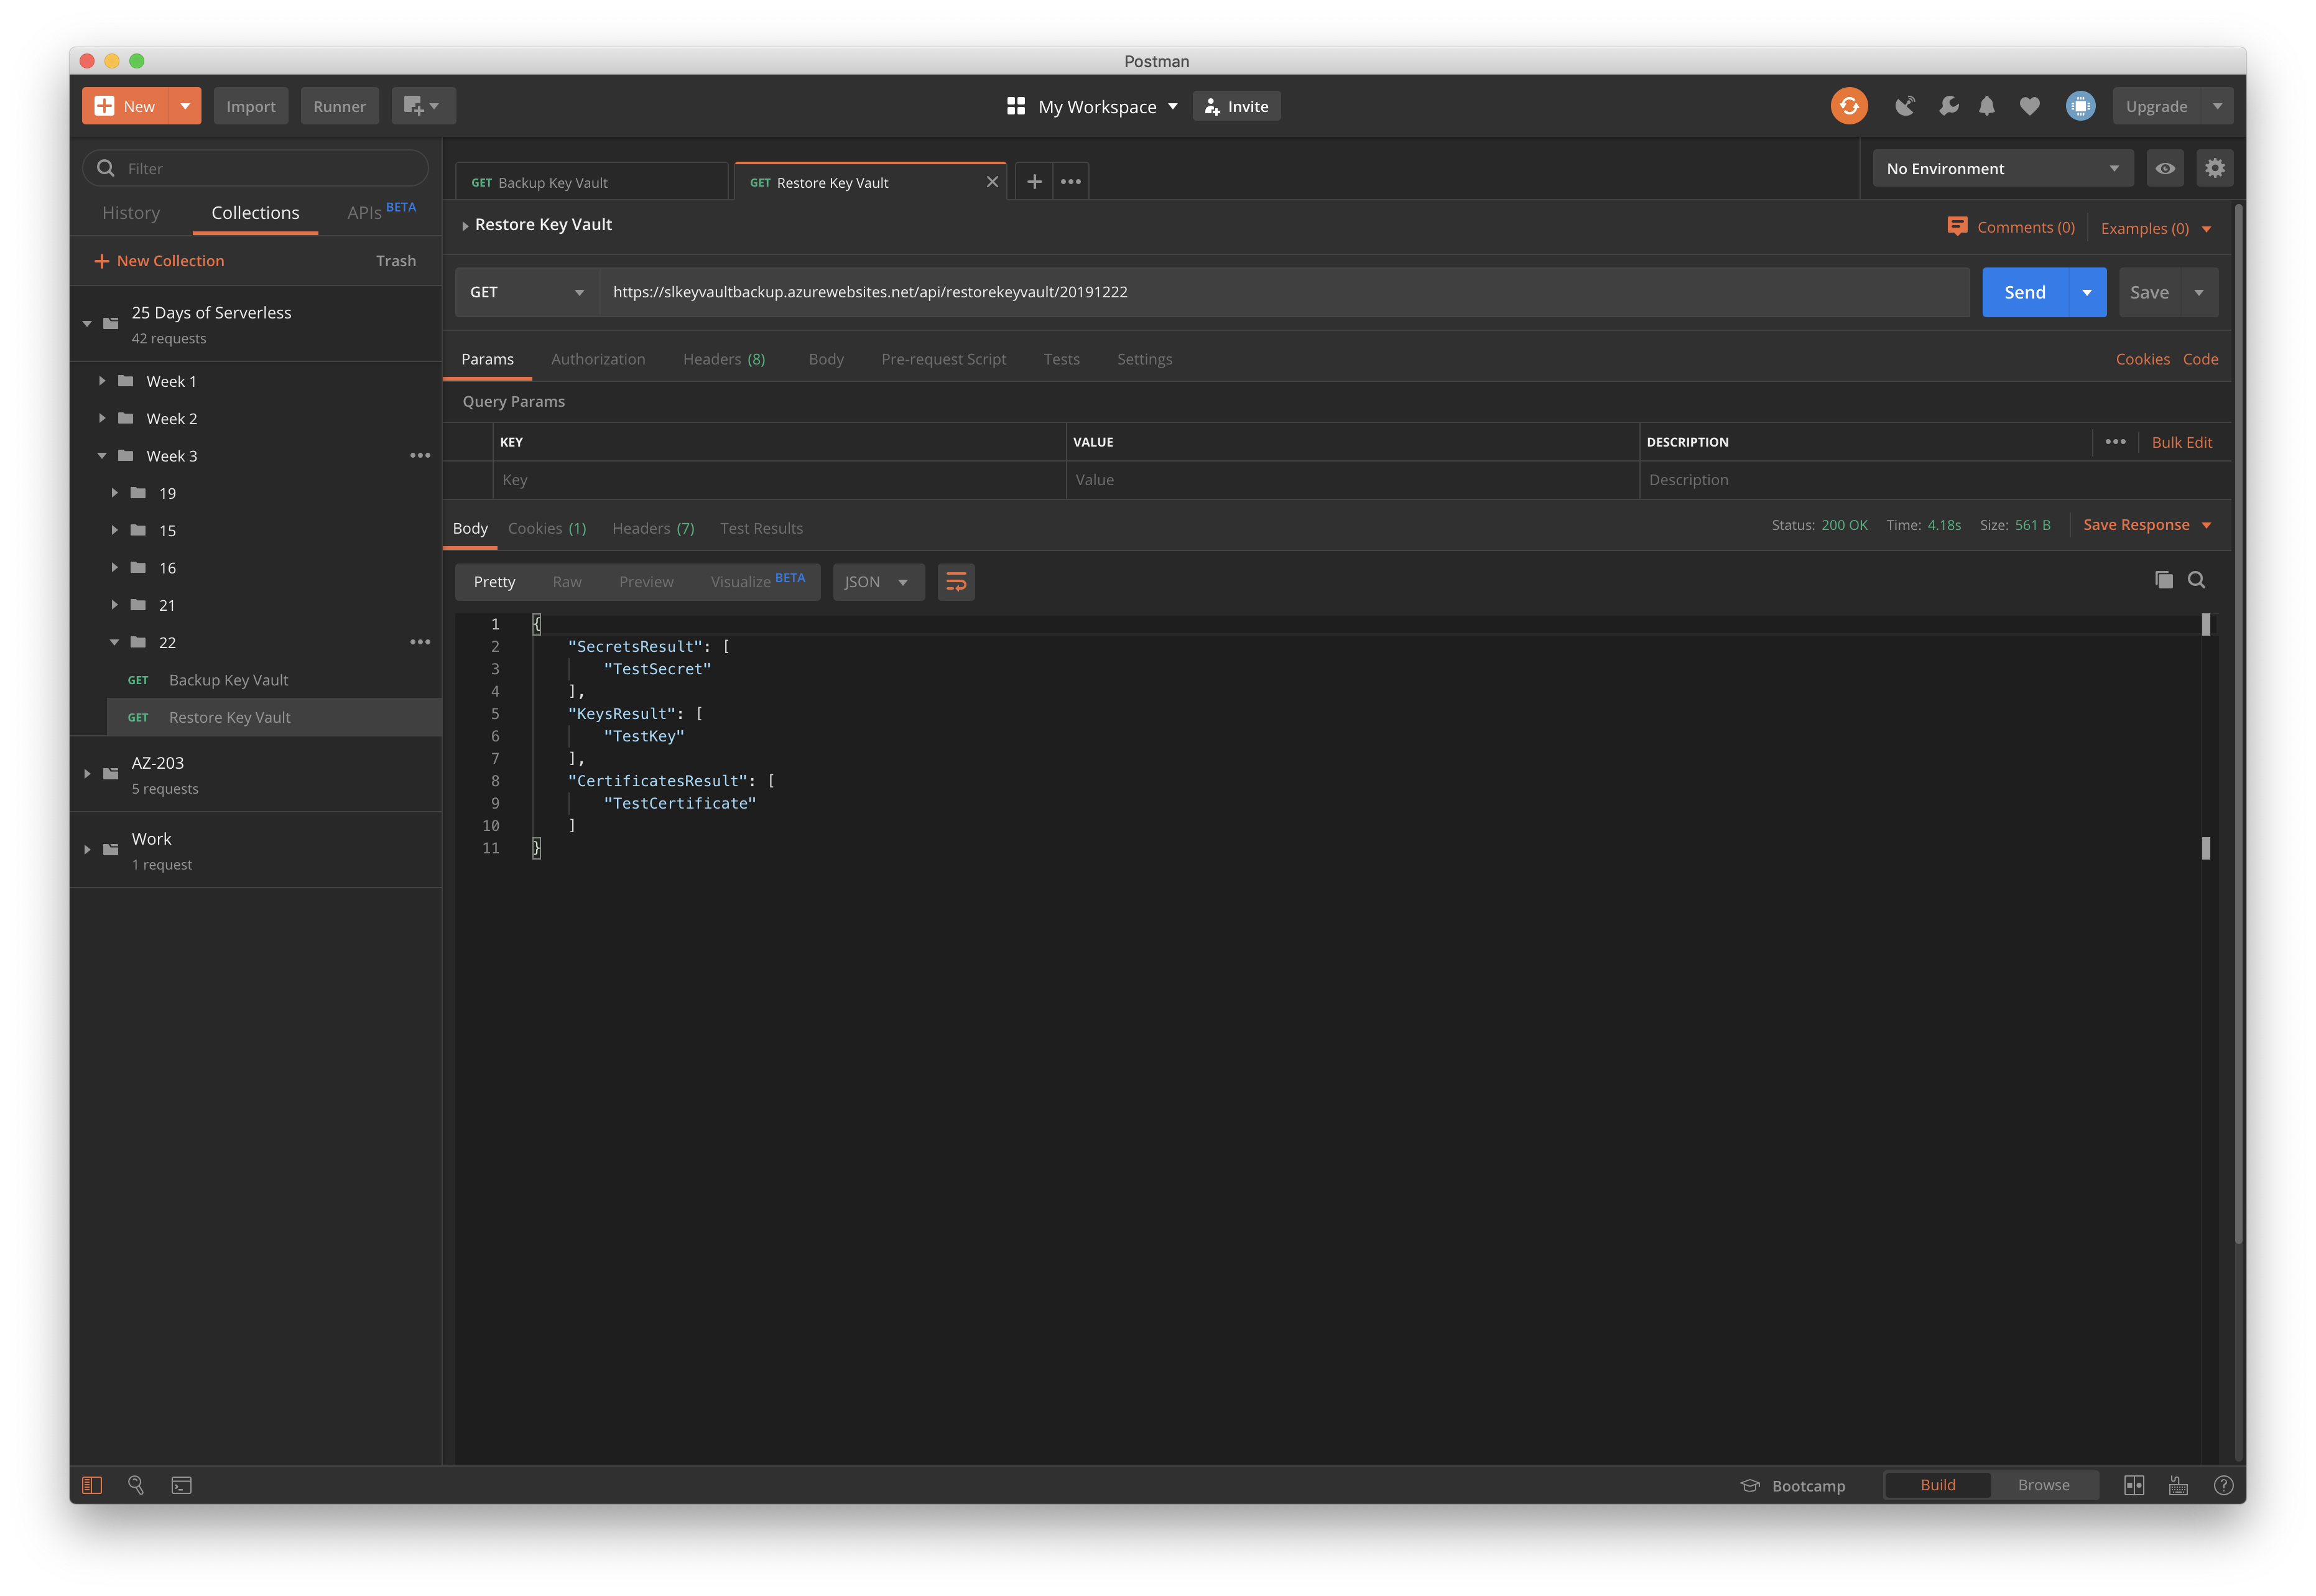 Postman
New
Import
Runner
My Workspace
Invite
Upgrade
Filter
History
Collections
APIs BETA
New Collection
Trash
25 Days of Serverless
42 requests
Week 1
Week 2
Week 3
19
15
16
21
22
GET Backup Key Vault
GET Restore Key Vault
AZ-203
5 requests
Work
1 request
GET Backup Key Vault
GET Restore Key Vault
No Environment
Restore Key Vault
Comments (0)
Examples (0)
GET
https://slkeyvaultbackup.azurewebsites.net/api/restorekeyvault/20191222
Send
Save
Params
Authorization
Headers (8)
Body
Pre-request Script
Tests
Settings
Cookies
Code
Query Params
KEY
VALUE
DESCRIPTION
Bulk Edit
Key
Value
Description
Body
Cookies (1)
Headers (7)
Test Results
Status: 200 OK
Time: 4.18s
Size: 561 B
Save Response
Pretty
Raw
Preview
Visualize BETA
JSON
1 {
2 "SecretsResult": [
3 "TestSecret"
4 ],
5 "KeysResult": [
6 "TestKey"
7 ],
8 "CertificatesResult": [
9 "TestCertificate"
10 ]
11 }
Bootcamp
Build
Browse